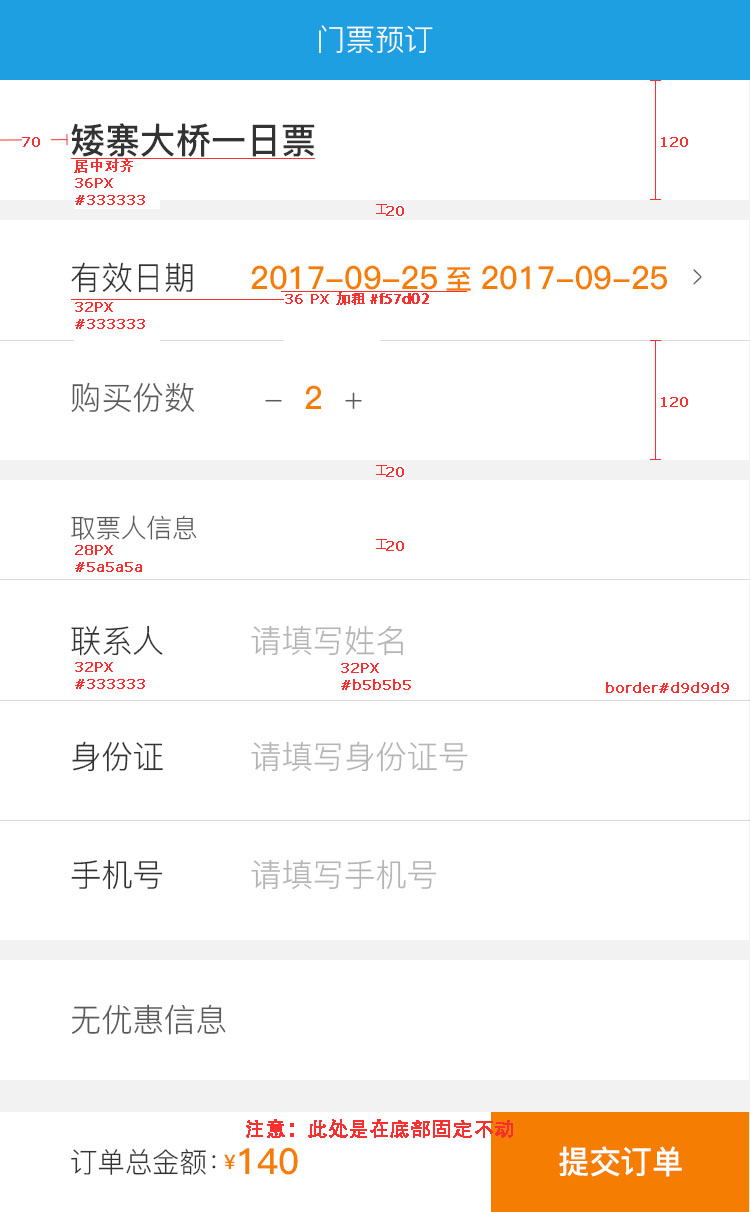 门票预订
70
矮寨大桥一日票
120
居中对齐
36PX
#333333
20
有效日期 2017-09-25 至 2017-09-25
36 PX 加粗 #f57d02
32PX
#333333
购买份数 - 2 +
120
20
取票人信息
28PX
20
#5a5a5a
联系人 请填写姓名
32PX 32PX
#333333 #b5b5b5
border#d9d9d9
身份证 请填写身份证号
手机号 请填写手机号
无优惠信息
注意：此处是在底部固定不动
订单总金额：¥140 提交订单